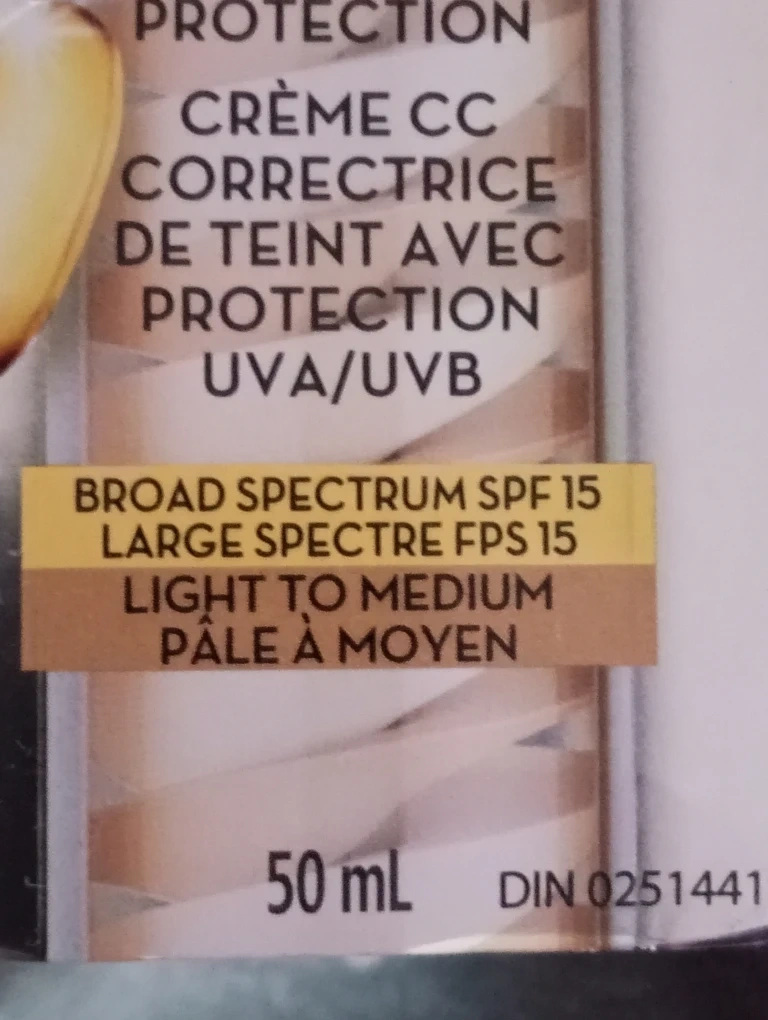 PROTECTION
CRÈME CC
CORRECTRICE
DE TEINT AVEC
PROTECTION
UVA/UVB
BROAD SPECTRUM SPF 15
LARGE SPECTRE FPS 15
LIGHT TO MEDIUM
PÂLE À MOYEN
50 mL
DIN 0251441